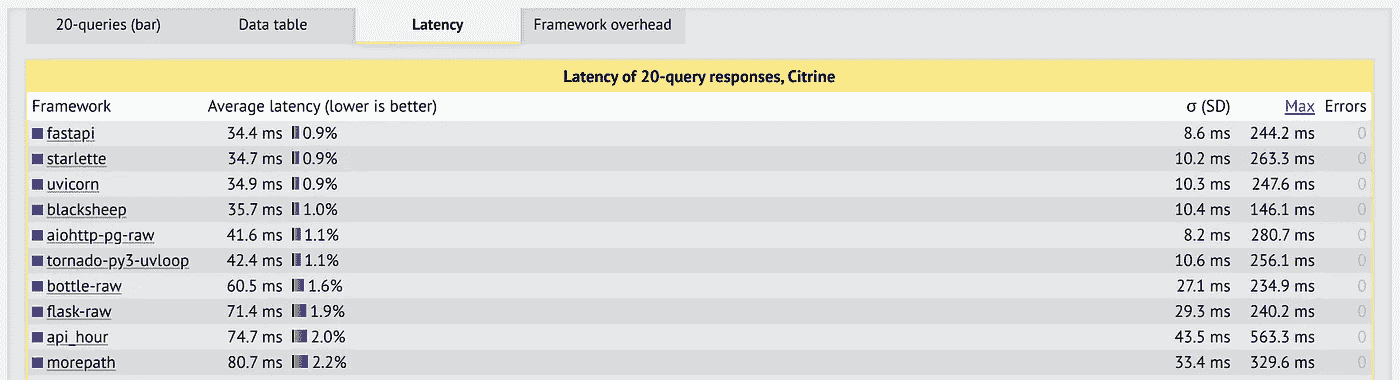 20-queries (bar) Data table Latency Framework overhead
Latency of 20-query responses, Citrine
Framework Average latency (lower is better) σ (SD) Max Errors
fastapi 34.4 ms 0.9% 8.6 ms 244.2 ms 0
starlette 34.7 ms 0.9% 10.2 ms 263.3 ms 0
uvicorn 34.9 ms 0.9% 10.3 ms 247.6 ms 0
blacksheep 35.7 ms 1.0% 10.4 ms 146.1 ms 0
aiohttp-pg-raw 41.6 ms 1.1% 8.2 ms 280.7 ms 0
tornado-py3-uvloop 42.4 ms 1.1% 10.6 ms 256.1 ms 0
bottle-raw 60.5 ms 1.6% 27.1 ms 234.9 ms 0
flask-raw 71.4 ms 1.9% 29.3 ms 240.2 ms 0
api_hour 74.7 ms 2.0% 43.5 ms 563.3 ms 0
morepath 80.7 ms 2.2% 33.4 ms 329.6 ms 0